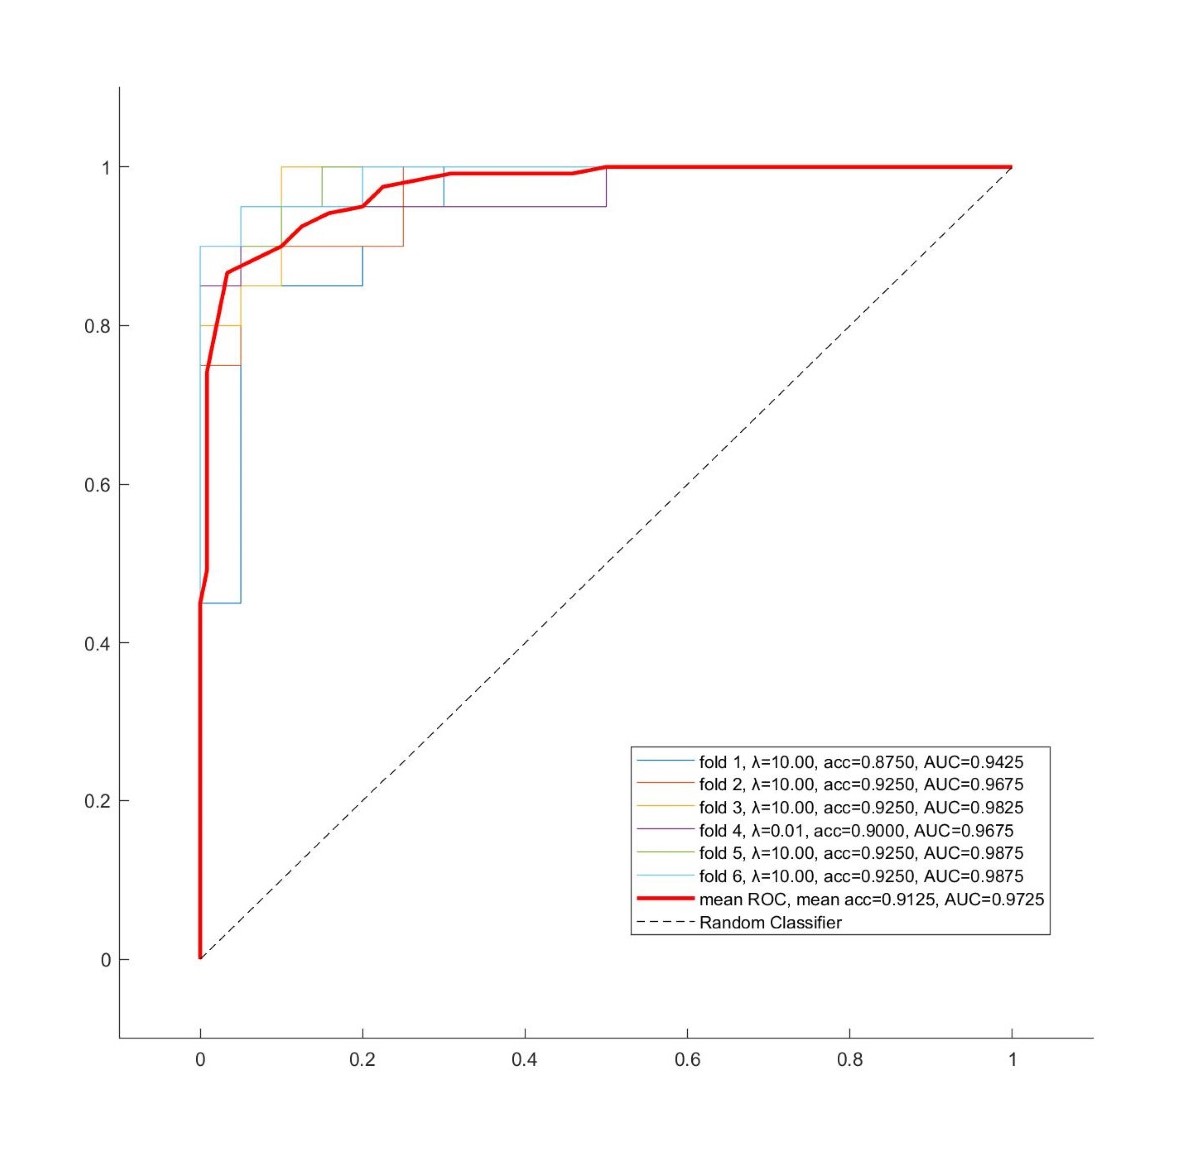 1
0.8
0.6
0.4
0.2
0
0 0.2 0.4 0.6 0.8 1
fold 1, λ=10.00, acc=0.8750, AUC=0.9425
fold 2, λ=10.00, acc=0.9250, AUC=0.9675
fold 3, λ=10.00, acc=0.9250, AUC=0.9825
fold 4, λ=0.01, acc=0.9000, AUC=0.9675
fold 5, λ=10.00, acc=0.9250, AUC=0.9875
fold 6, λ=10.00, acc=0.9250, AUC=0.9875
mean ROC, mean acc=0.9125, AUC=0.9725
Random Classifier